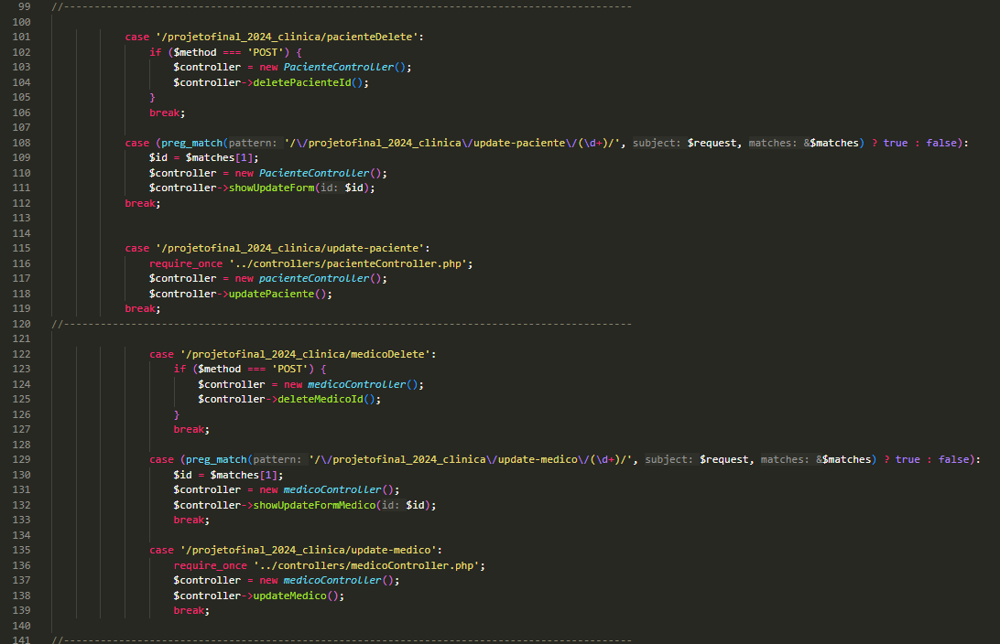 99 //----------------------------------------------------------------------------------------------
100
101 case '/projetofinal_2024_clinica/pacienteDelete':
102 if ($method === 'POST') {
103 $controller = new PacienteController();
104 $controller->deletePacienteId();
105 }
106 break;
107
108 case (preg_match(pattern: '/\/projetofinal_2024_clinica\/update-paciente\/(\d+)/', subject: $request, matches: &$matches) ? true : false):
109 $id = $matches[1];
110 $controller = new PacienteController();
111 $controller->showUpdateForm(id: $id);
112 break;
113
114
115 case '/projetofinal_2024_clinica/update-paciente':
116 require_once '../controllers/pacienteController.php';
117 $controller = new pacienteController();
118 $controller->updatePaciente();
119 break;
120 //----------------------------------------------------------------------------------------------
121
122 case '/projetofinal_2024_clinica/medicoDelete':
123 if ($method === 'POST') {
124 $controller = new medicoController();
125 $controller->deleteMedicoId();
126 }
127 break;
128
129 case (preg_match(pattern: '/\/projetofinal_2024_clinica\/update-medico\/(\d+)/', subject: $request, matches: &$matches) ? true : false):
130 $id = $matches[1];
131 $controller = new medicoController();
132 $controller->showUpdateFormMedico(id: $id);
133 break;
134
135 case '/projetofinal_2024_clinica/update-medico':
136 require_once '../controllers/medicoController.php';
137 $controller = new medicoController();
138 $controller->updateMedico();
139 break;
140
141 //----------------------------------------------------------------------------------------------